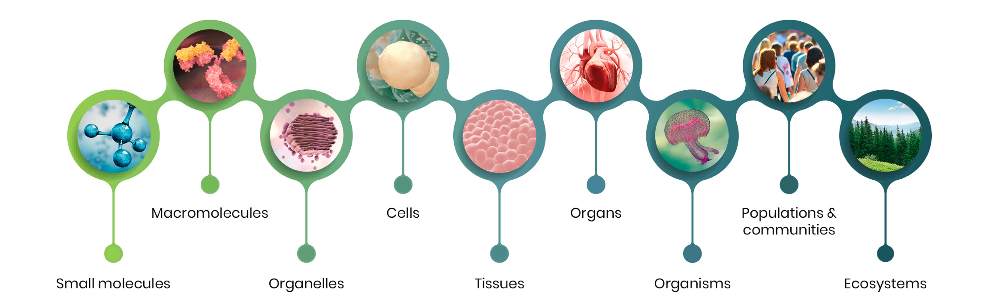 Small molecules
Macromolecules
Organelles
Cells
Tissues
Organs
Organisms
Populations &
communities
Ecosystems